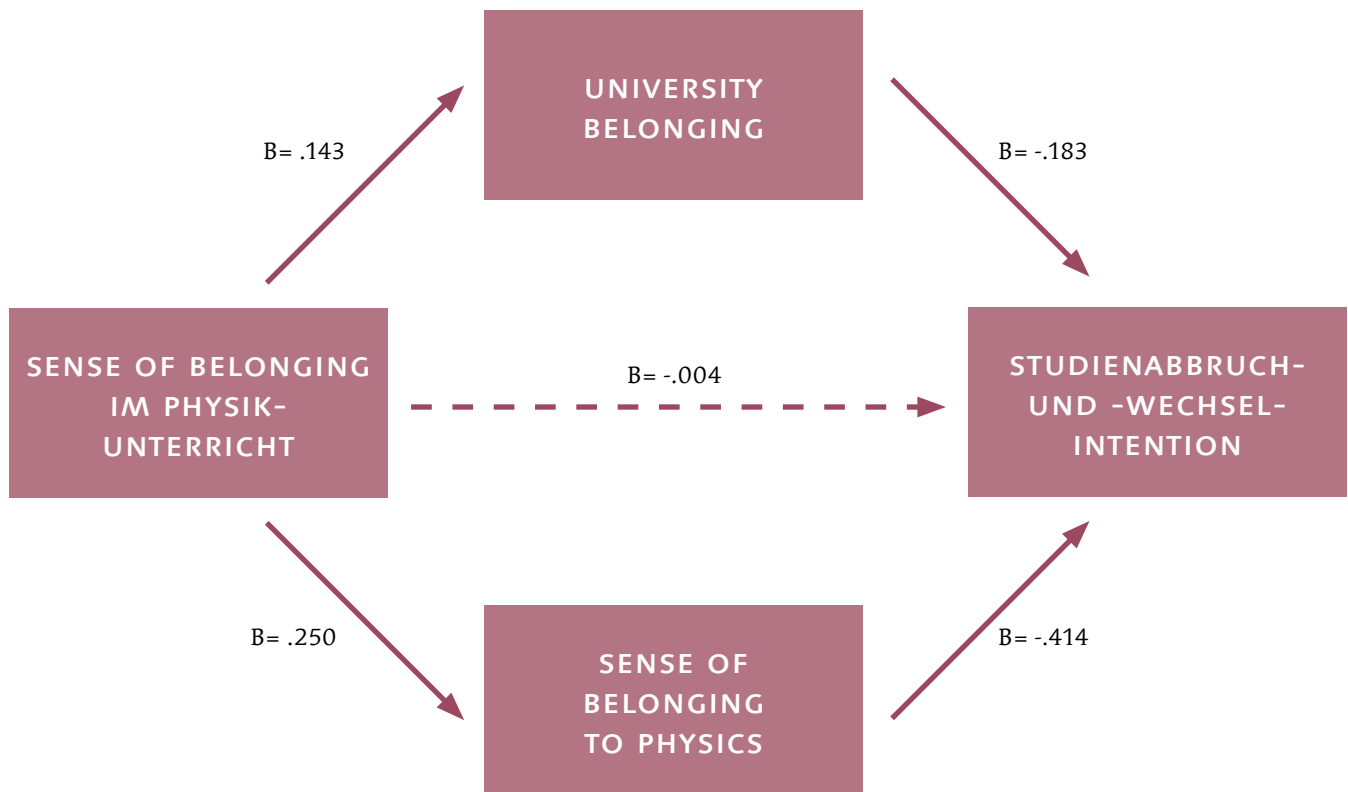 UNIVERSITY
BELONGING
B= .143
B= -.183
SENSE OF BELONGING
IM PHYSIK-
UNTERRICHT
B= -.004
STUDIENABBRUCH-
UND -WECHSEL-
INTENTION
B= .250
B= -.414
SENSE OF
BELONGING
TO PHYSICS